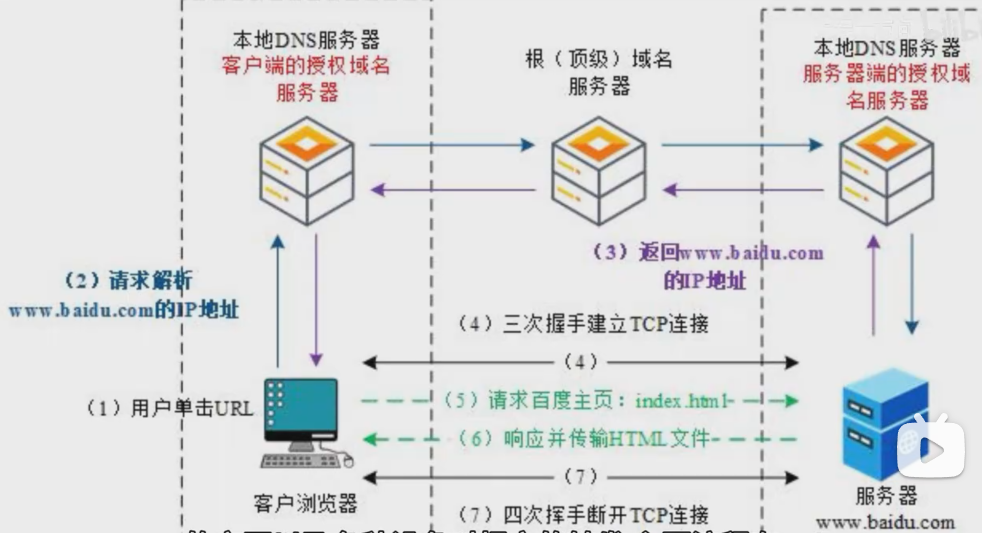 本地DNS服务器
客户端的授权域名
服务器
根（顶级）域名
服务器
本地DNS服务器
服务器端的授权域
名服务器
（2）请求解析
www.baidu.com的IP地址
（3）返回www.baidu.com
的IP地址
（4）三次握手建立TCP连接
（4）
（1）用户单击URL
（5）请求百度主页：index.html
（6）响应并传输HTML文件
（7）
客户浏览器
（7）四次挥手断开TCP连接
服务器
www.baidu.com